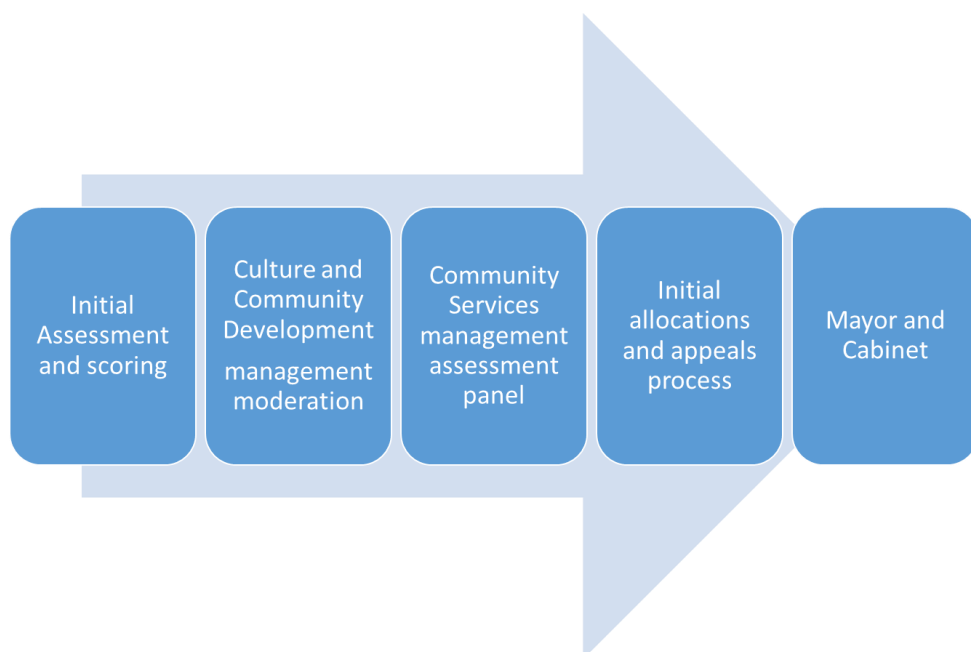 Initial
Assessment
and scoring
Culture and
Community
Development
management
moderation
Community
Services
management
assessment
panel
Initial
allocations
and appeals
process
Mayor and
Cabinet